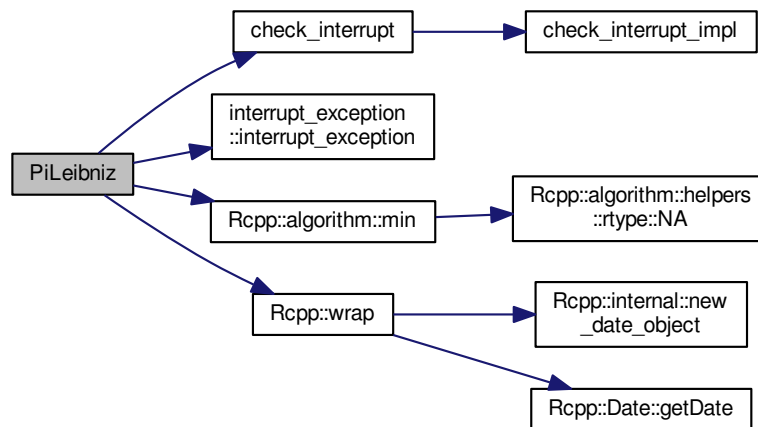 check_interrupt
check_interrupt_impl
interrupt_exception
::interrupt_exception
PiLeibniz
Rcpp::algorithm::min
Rcpp::algorithm::helpers
::rtype::NA
Rcpp::wrap
Rcpp::internal::new
_date_object
Rcpp::Date::getDate